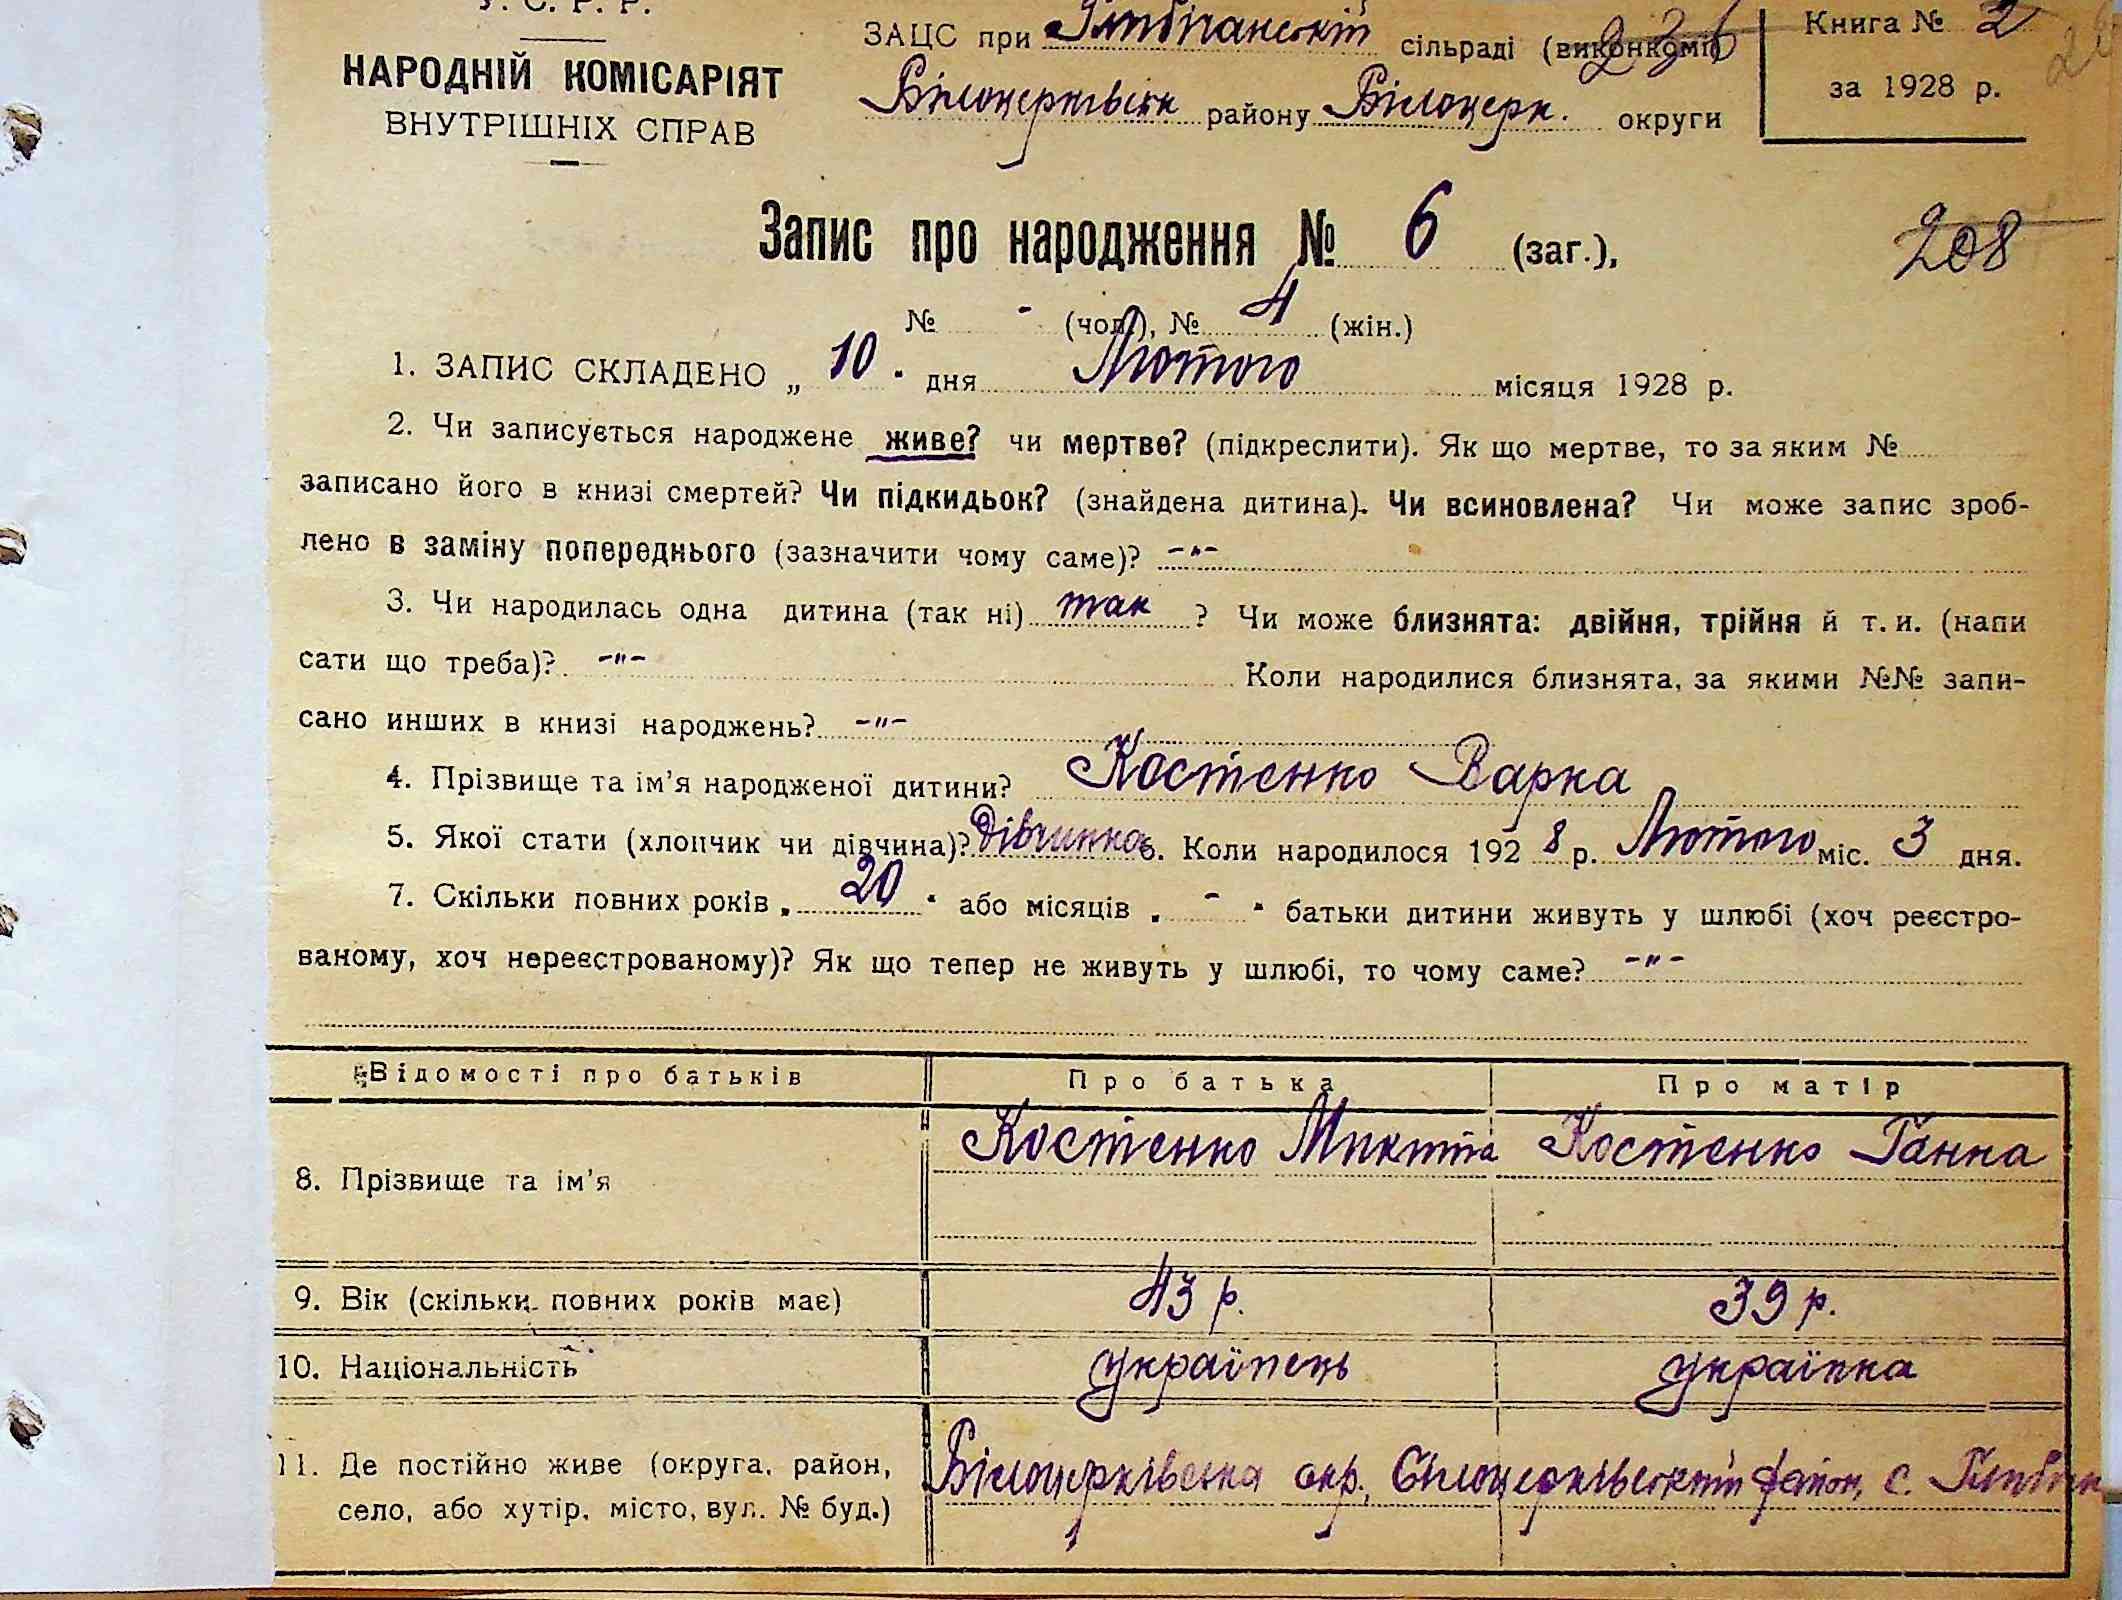 У. С. Р. Р.
НАРОДНІЙ КОМІСАРІЯТ
ВНУТРІШНІХ СПРАВ
ЗАЦС при сільраді (виконкомі)
Білоцерківськ району Білоцерк. округи
236
Книга № 2
за 1928 р.
Запис про народження № 6 (заг.),
208
№ - (чол.), № 4 (жін.)
1. ЗАПИС СКЛАДЕНО „ 10 " дня Лютого місяця 1928 р.
2. Чи записується народжене живе? чи мертве? (підкреслити). Як що мертве, то за яким №
записано його в книзі смертей? Чи підкидьок? (знайдена дитина). Чи всиновлена? Чи може запис зроб-
лено в заміну попереднього (зазначити чому саме)? -"-
3. Чи народилась одна дитина (так ні) так ? Чи може близнята: двійня, трійня й т. и. (напи
сати що треба)? -"- Коли народилися близнята, за якими №№ запи-
сано инших в книзі народжень? -"-
4. Прізвище та ім'я народженої дитини? Костенко Варка
5. Якої стати (хлопчик чи дівчина)? Дівчинка 6. Коли народилося 1928 р. Лютого міс. 3 дня.
7. Скільки повних років „ 20 " або місяців „ - " батьки дитини живуть у шлюбі (хоч реєстро-
ваному, хоч нереєстрованому)? Як що тепер не живуть у шлюбі, то чому саме? -"-
Відомості про батьків Про батька Про матір
8. Прізвище та ім'я Костенко Микита Костенко Ганна
9. Вік (скільки повних років має) 43 р. 39 р.
10. Національність українець українка
11. Де постійно живе (округа, район, Білоцерківська окр., Білоцерківський район, с.
село, або хутір, місто, вул. № буд.)